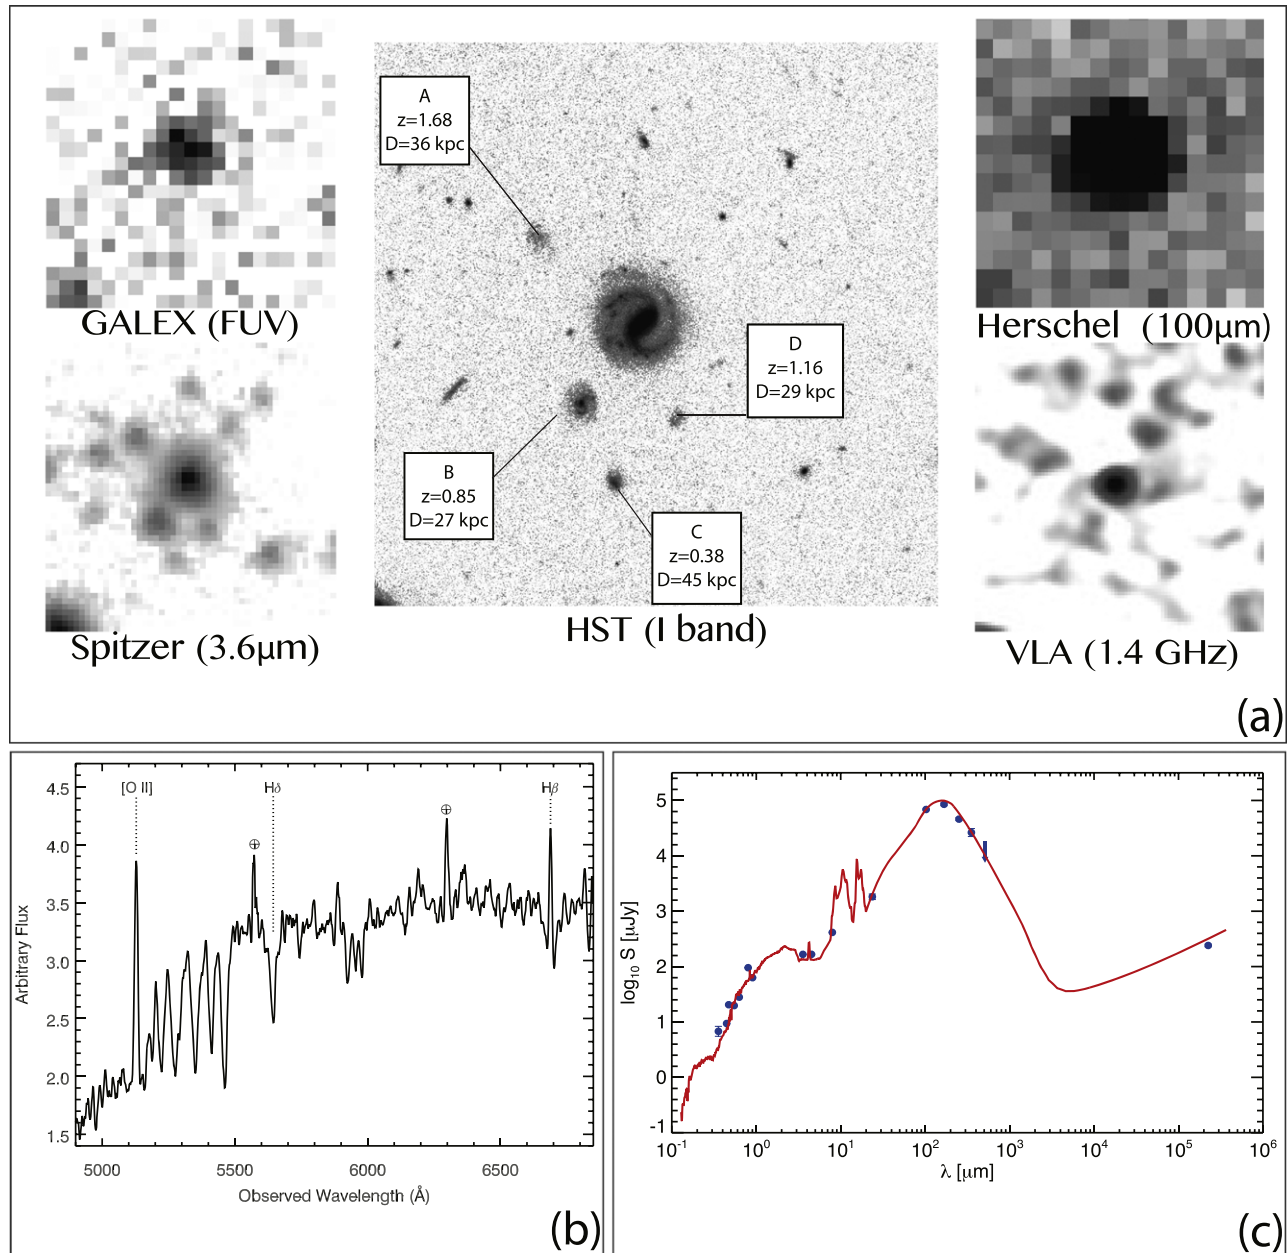 A
z=1.68
D=36 kpc
GALEX (FUV)
Herschel (100μm)
D
z=1.16
D=29 kpc
B
z=0.85
D=27 kpc
C
z=0.38
D=45 kpc
Spitzer (3.6μm)
HST (I band)
VLA (1.4 GHz)
(a)
4.5
4.0
3.5
3.0
2.5
2.0
1.5
[O II]
Hδ
Hβ
⊕
⊕
Arbitrary Flux
5000
5500
6000
6500
Observed Wavelength (Å)
(b)
5
4
3
2
1
0
-1
log₁₀ S [μJy]
10⁻¹
10⁰
10¹
10²
10³
10⁴
10⁵
10⁶
λ [μm]
(c)